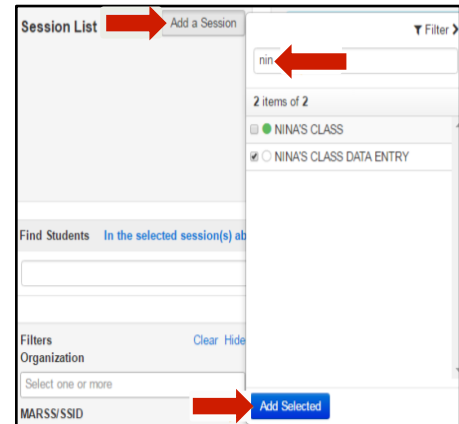 Session List
Add a Session
Filter
nin
2 items of 2
NINA'S CLASS
NINA'S CLASS DATA ENTRY
Find Students In the selected session(s) ab
Filters Clear Hide
Organization
Select one or more
MARSS/SSID
Add Selected